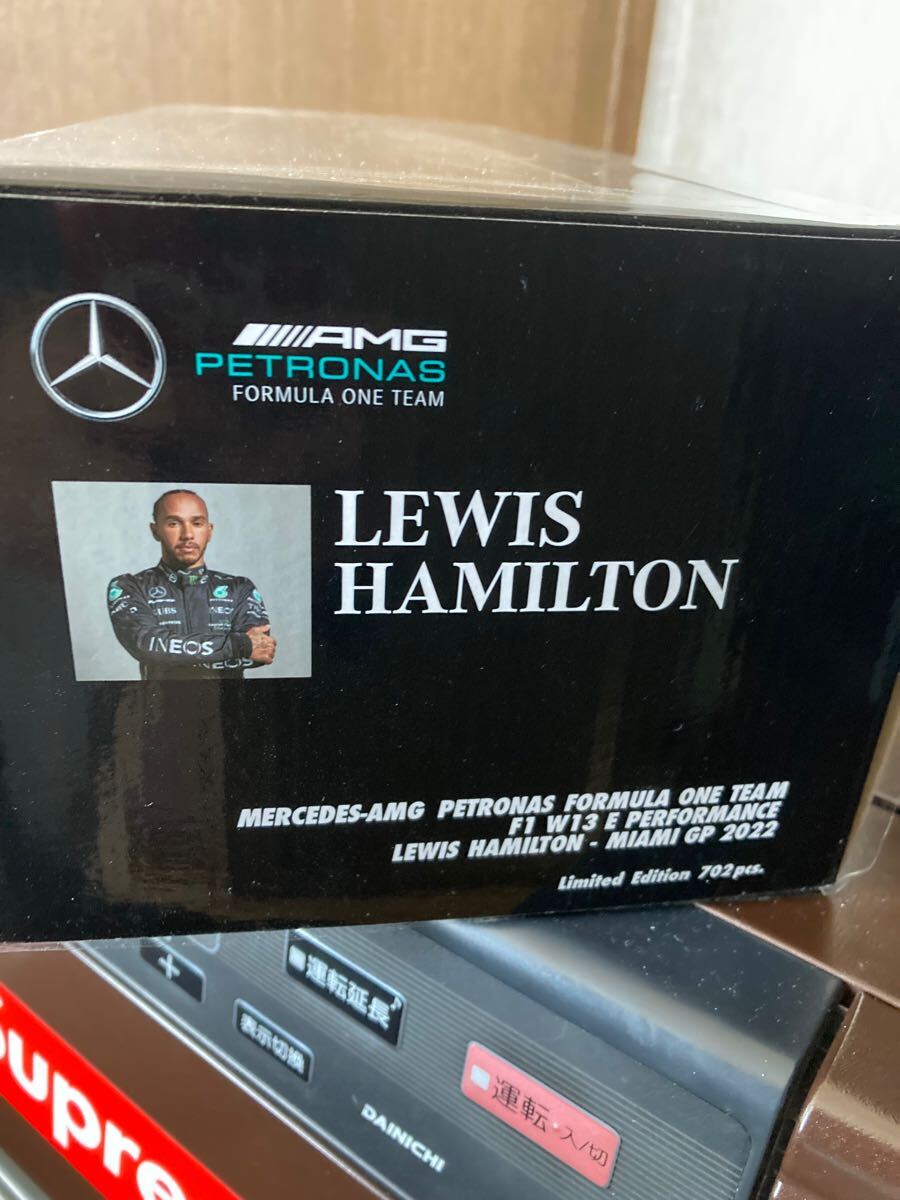 AMG
PETRONAS
FORMULA ONE TEAM
LEWIS
HAMILTON
INEOS
MERCEDES-AMG PETRONAS FORMULA ONE TEAM
F1 W13 E PERFORMANCE
LEWIS HAMILTON - MIAMI GP 2022
Limited Edition 702pcs.
+
運転延長
表示切換
運転 入/切
DAINICHI
Supre